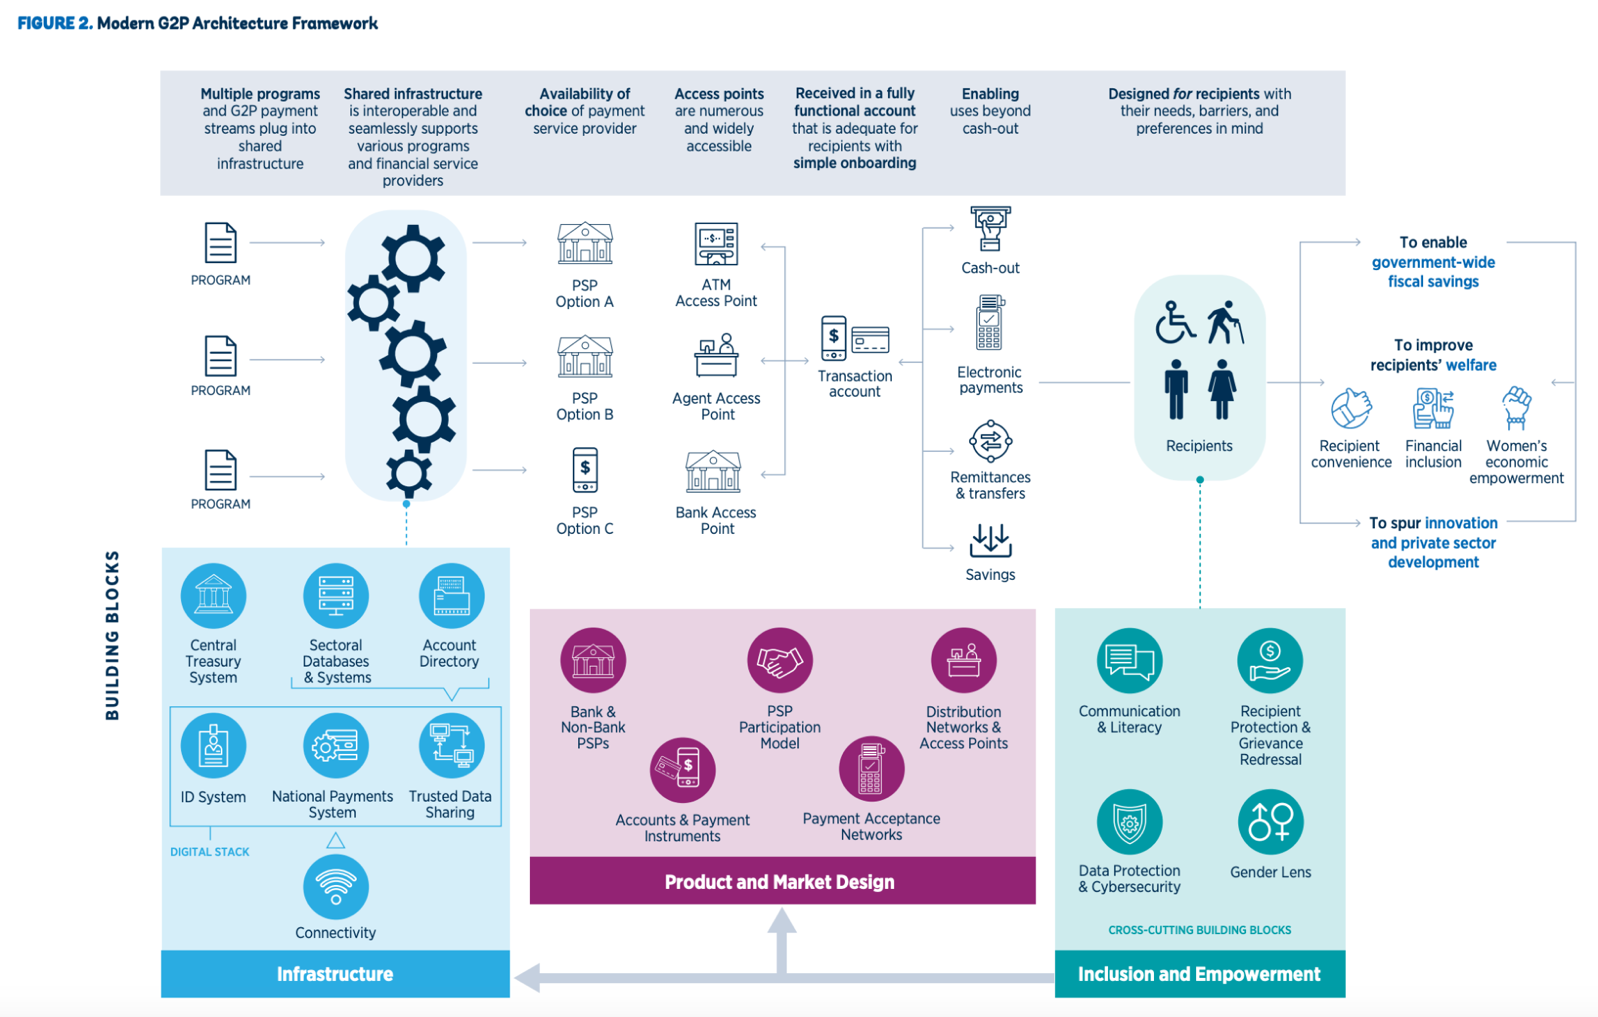 FIGURE 2. Modern G2P Architecture Framework
Multiple programs
and G2P payment
streams plug into
shared
infrastructure
Shared infrastructure
is interoperable and
seamlessly supports
various programs
and financial service
providers
Availability of
choice of payment
service provider
Access points
are numerous
and widely
accessible
Received in a fully
functional account
that is adequate for
recipients with
simple onboarding
Enabling
uses beyond
cash-out
Designed for recipients with
their needs, barriers, and
preferences in mind
PROGRAM
PROGRAM
PROGRAM
PSP
Option A
PSP
Option B
$
PSP
Option C
$
ATM
Access Point
Agent Access
Point
Bank Access
Point
$
Transaction
account
Cash-out
Electronic
payments
Remittances
& transfers
Savings
Recipients
To enable
government-wide
fiscal savings
To improve
recipients' welfare
$
Recipient
convenience
Financial
inclusion
Women's
economic
empowerment
To spur innovation
and private sector
development
BUILDING BLOCKS
Central
Treasury
System
Sectoral
Databases
& Systems
Account
Directory
ID System
National Payments
System
Trusted Data
Sharing
DIGITAL STACK
Connectivity
Infrastructure
Bank &
Non-Bank
PSPs
PSP
Participation
Model
Distribution
Networks &
Access Points
$
Accounts & Payment
Instruments
Payment Acceptance
Networks
Product and Market Design
Communication
& Literacy
$
Recipient
Protection &
Grievance
Redressal
Data Protection
& Cybersecurity
Gender Lens
CROSS-CUTTING BUILDING BLOCKS
Inclusion and Empowerment